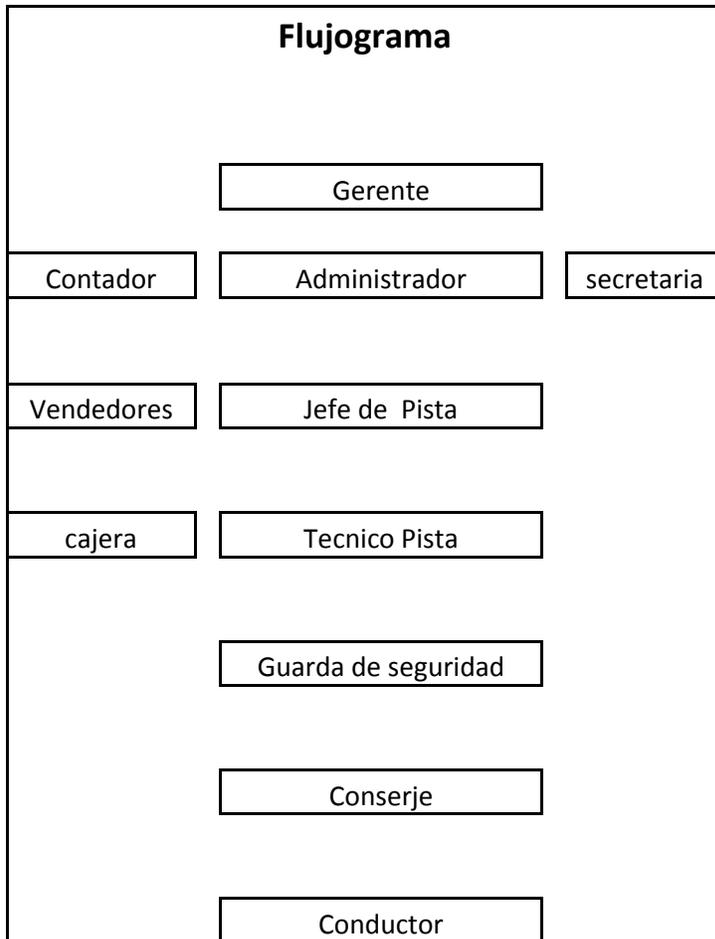 Flujograma
Gerente
Contador
Administrador
secretaria
Vendedores
Jefe de  Pista
cajera
Tecnico Pista
Guarda de seguridad
Conserje
Conductor